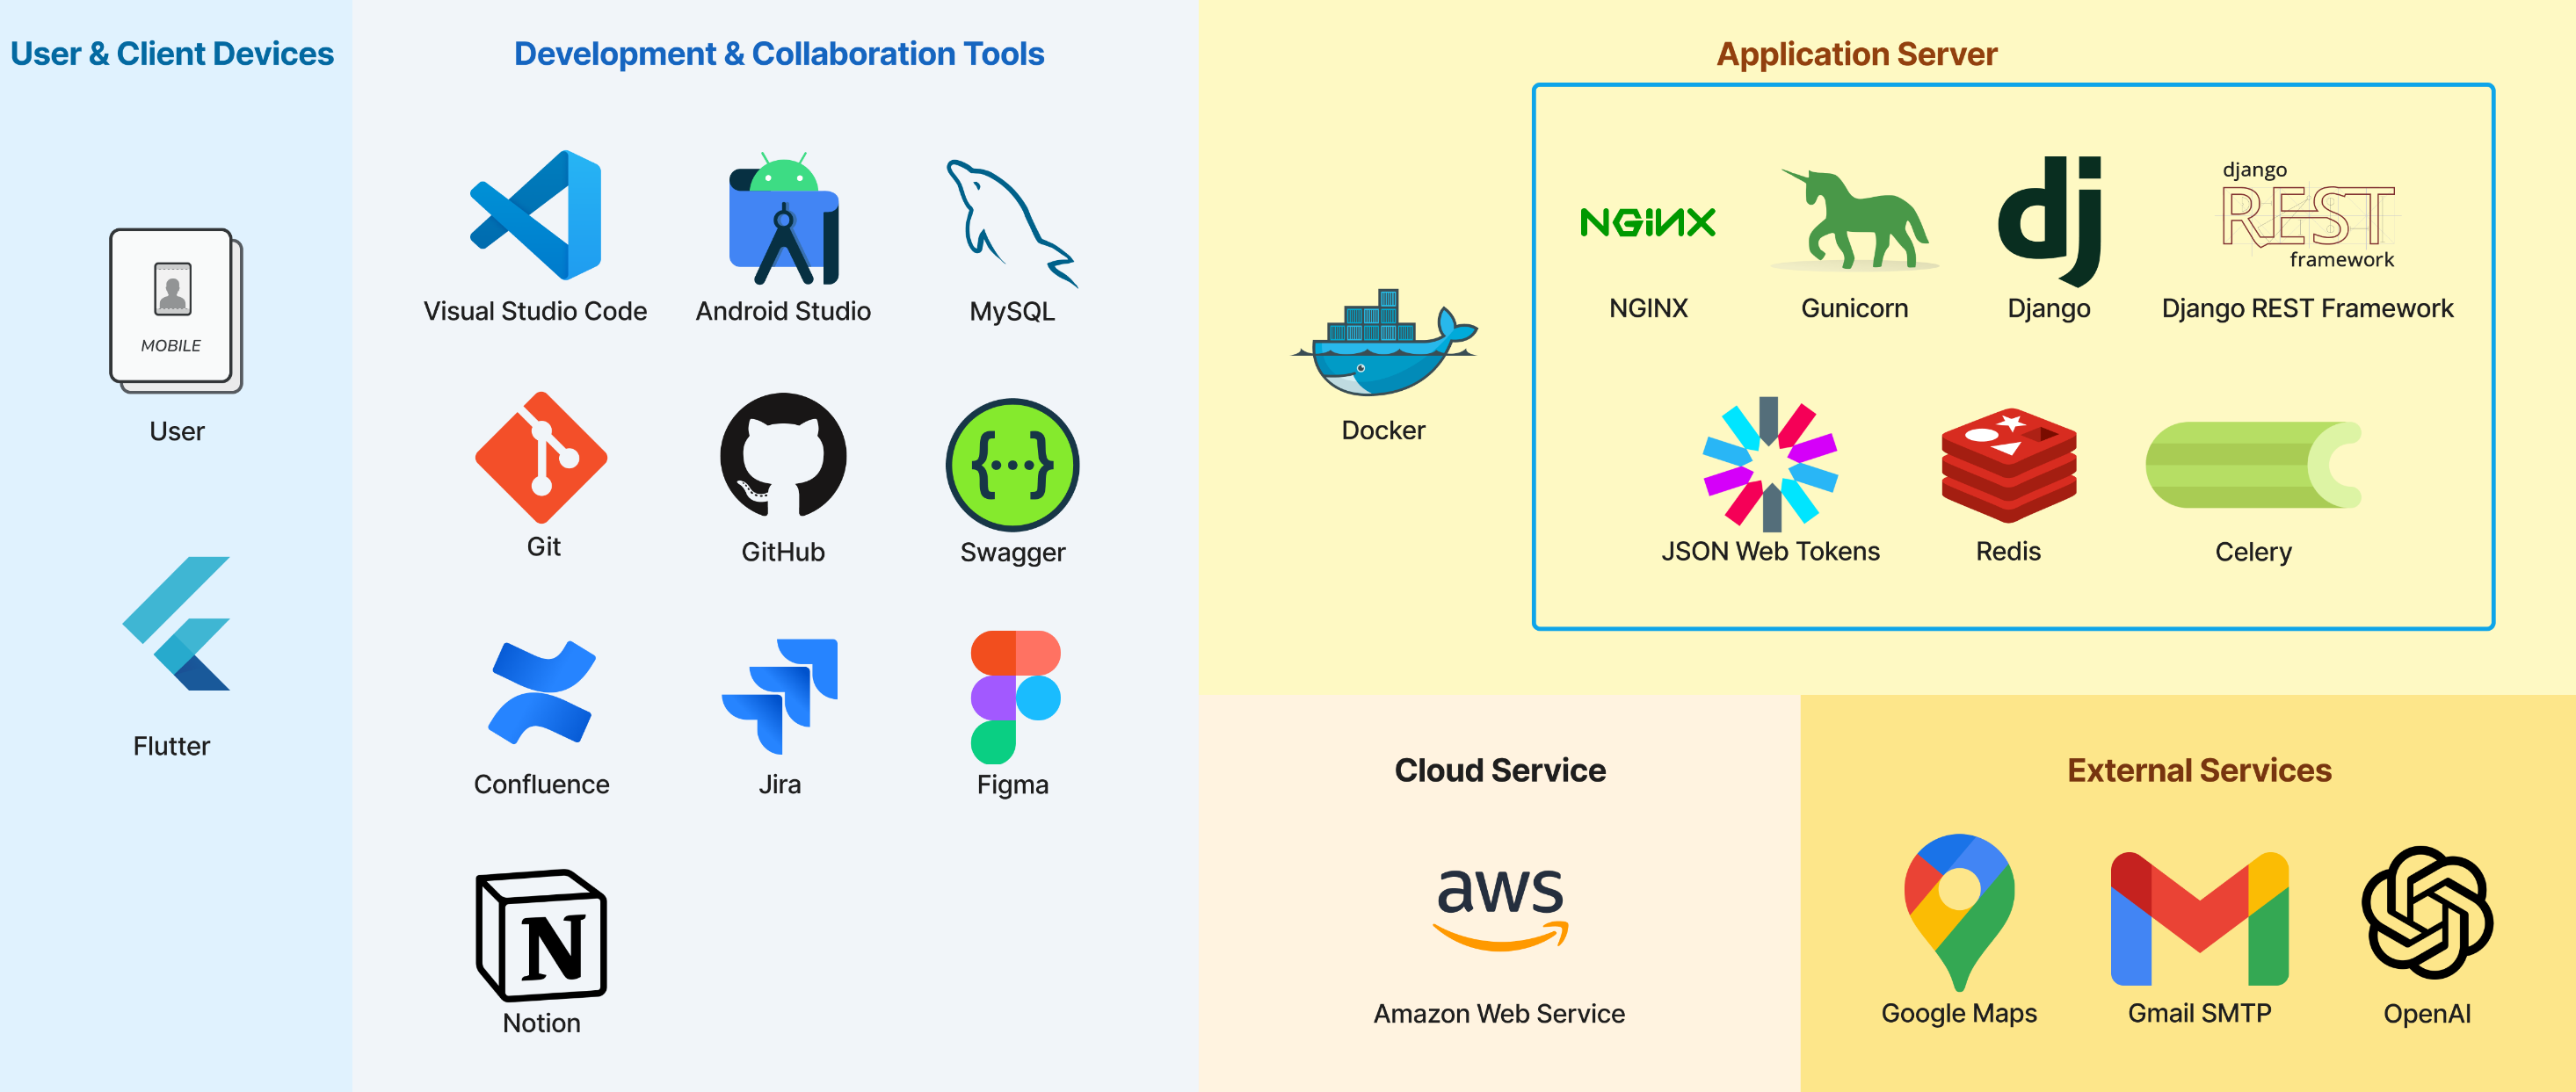 User & Client Devices
MOBILE
User
Flutter
Development & Collaboration Tools
Visual Studio Code
Android Studio
MySQL
Git
GitHub
Swagger
Confluence
Jira
Figma
N
Notion
Application Server
Docker
NGINX
NGINX
Gunicorn
dj
Django
django
REST
framework
Django REST Framework
JSON Web Tokens
Redis
Celery
Cloud Service
aws
Amazon Web Service
External Services
Google Maps
Gmail SMTP
OpenAI